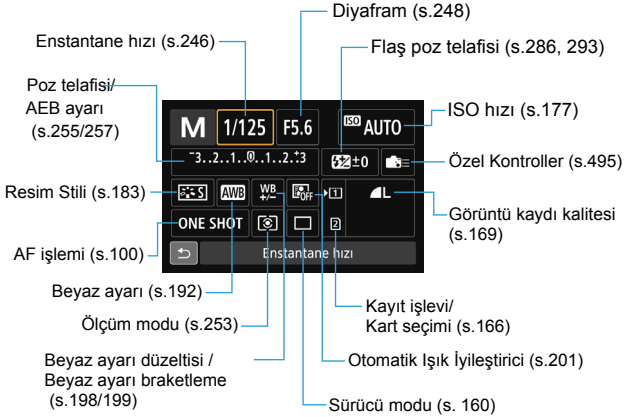 Diyafram (s.248)
Enstantane hızı (s.246)
Flaş poz telafisi (s.286, 293)
Poz telafisi/
AEB ayarı
(s.255/257)
ISO hızı (s.177)
M 1/125 F5.6 ISO AUTO
-3..2..1..0..1..2.+3 ±0
Özel Kontroller (s.495)
Resim Stili (s.183)
S AWB WB +/- OFF 1 L
Görüntü kaydı kalitesi
(s.169)
ONE SHOT 2
AF işlemi (s.100)
Enstantane hızı
Beyaz ayarı (s.192)
Kayıt işlevi/
Kart seçimi (s.166)
Ölçüm modu (s.253)
Beyaz ayarı düzeltisi /
Beyaz ayarı braketleme
(s.198/199)
Otomatik Işık İyileştirici (s.201)
Sürücü modu (s. 160)